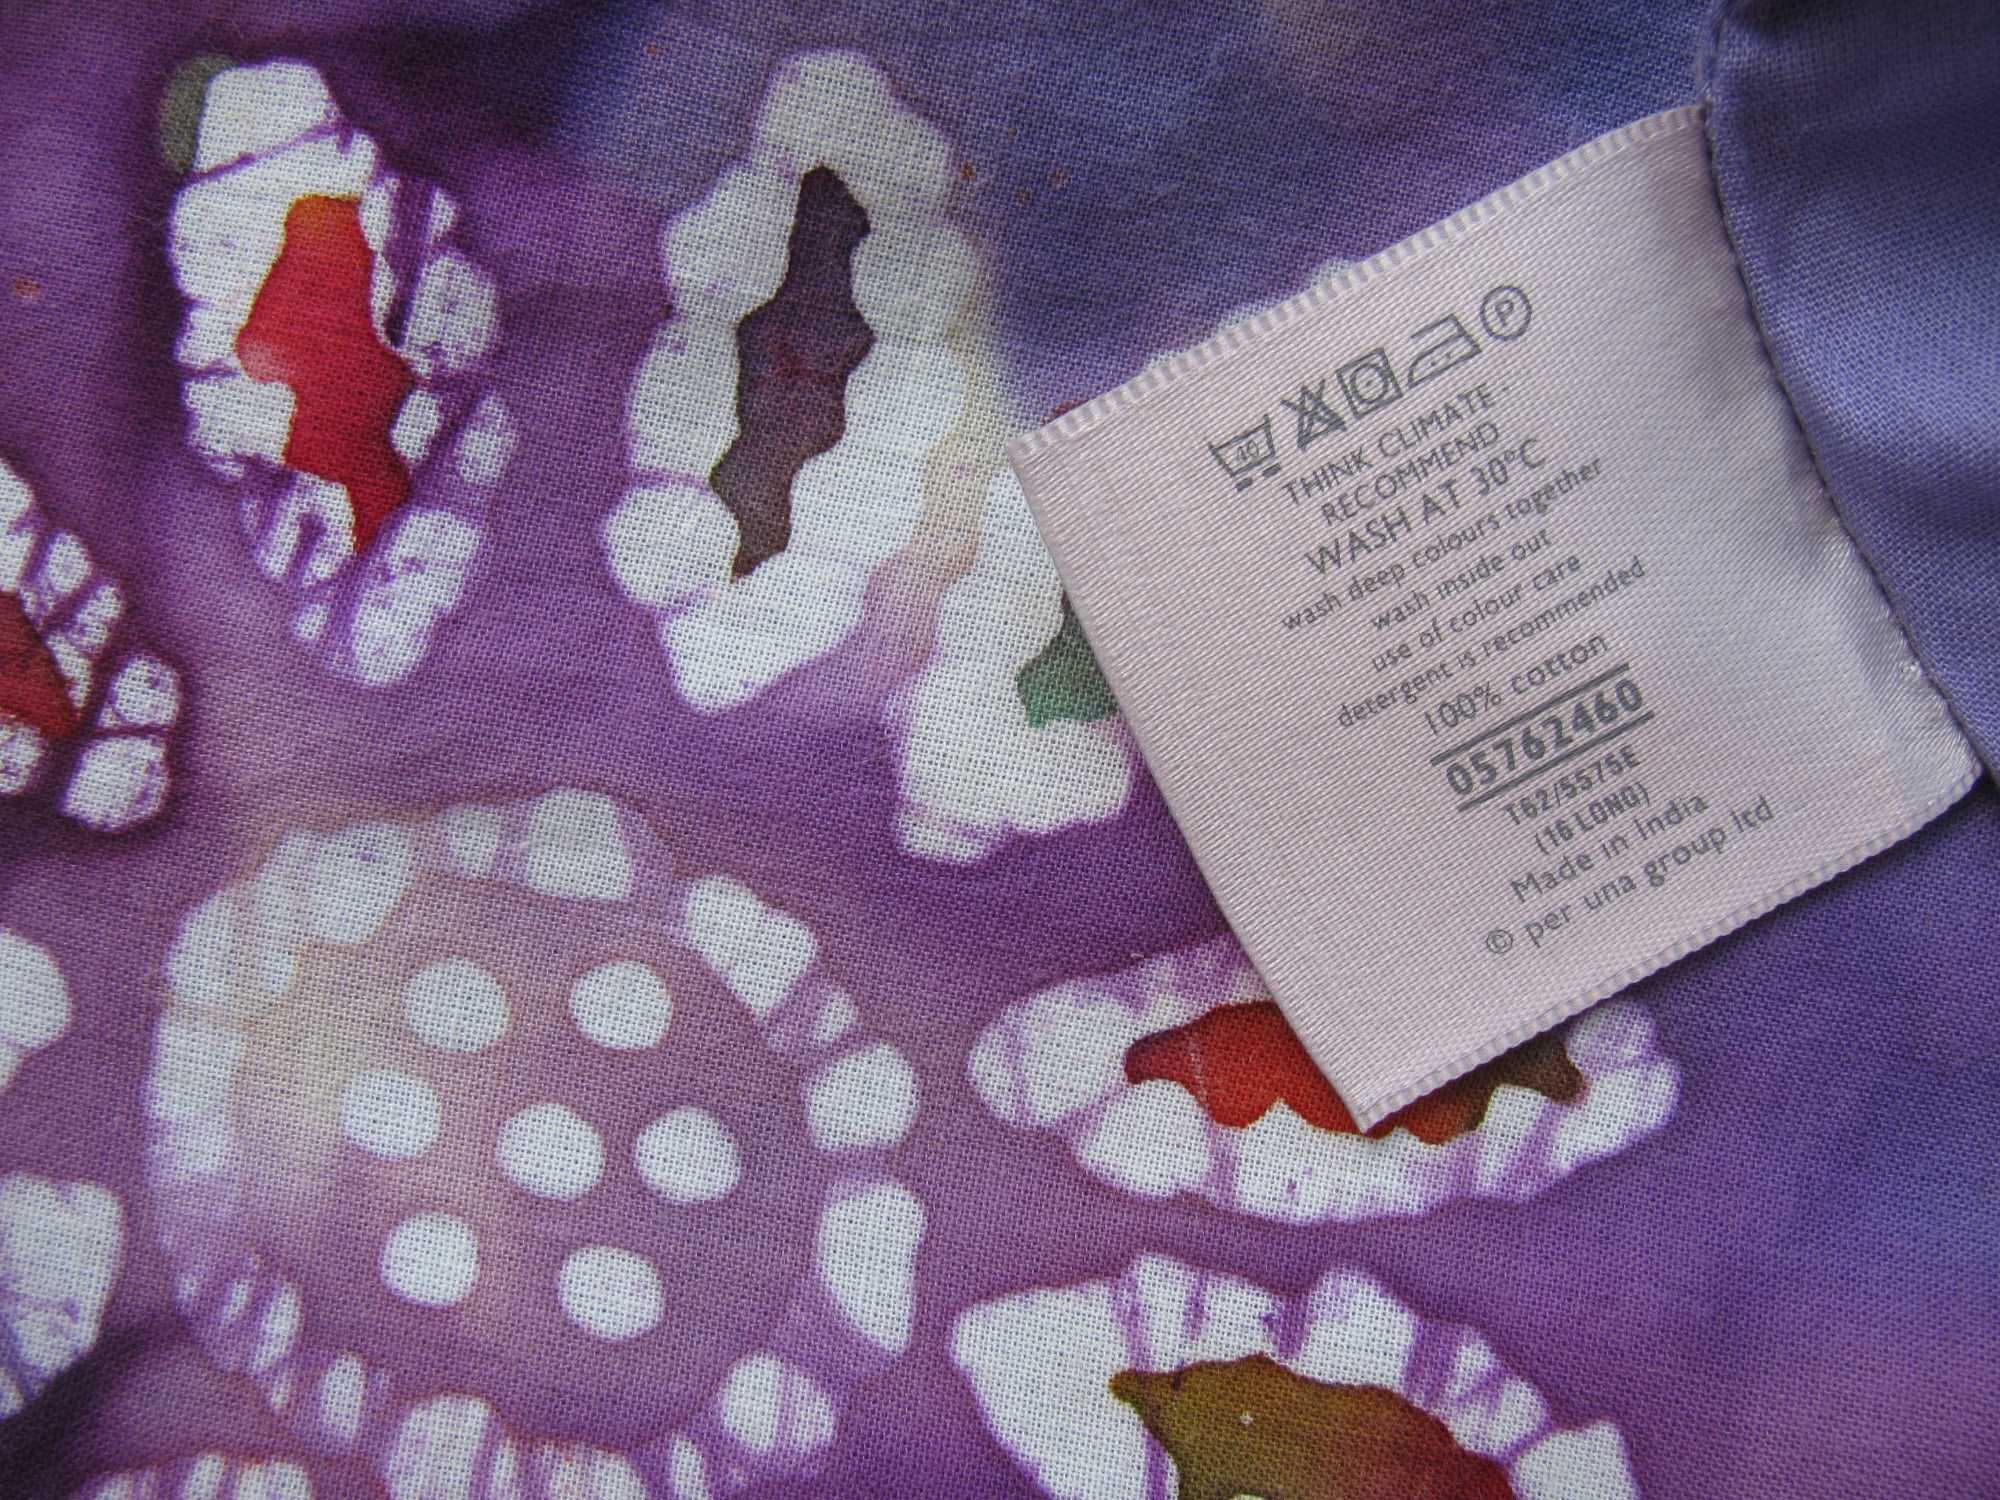 40 P
THINK CLIMATE-
RECOMMEND
WASH AT 30°C
wash deep colours together
wash inside out
use of colour care
detergent is recommended
100% cotton
05762460
T62/5575E
(16 LONG)
Made in India
© per una group ltd